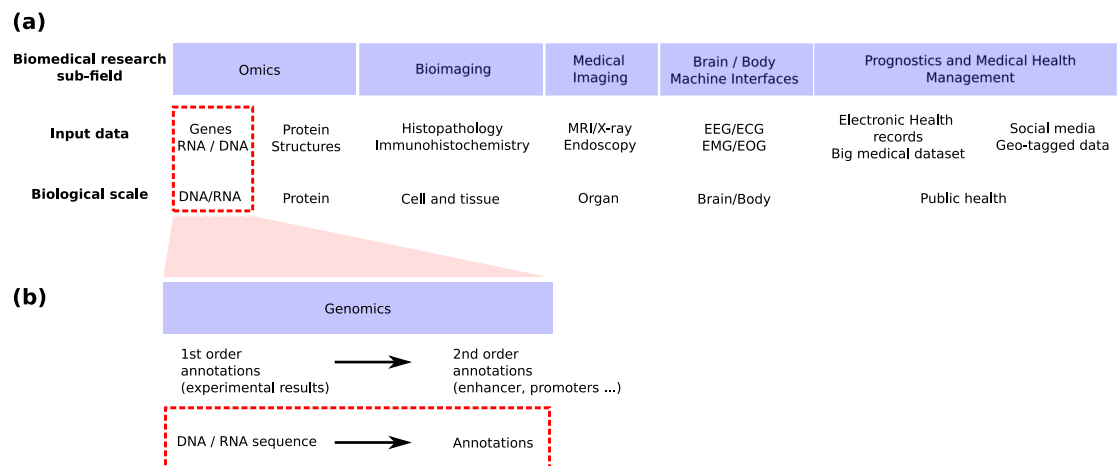 (a)
Biomedical research
sub-field
Omics
Bioimaging
Medical
Imaging
Brain / Body
Machine Interfaces
Prognostics and Medical Health
Management
Input data
Genes
RNA / DNA
Protein
Structures
Histopathology
Immunohistochemistry
MRI/X-ray
Endoscopy
EEG/ECG
EMG/EOG
Electronic Health
records
Big medical dataset
Social media
Geo-tagged data
Biological scale
DNA/RNA
Protein
Cell and tissue
Organ
Brain/Body
Public health
(b)
Genomics
1st order
annotations
(experimental results)
2nd order
annotations
(enhancer, promoters ...)
DNA / RNA sequence
Annotations